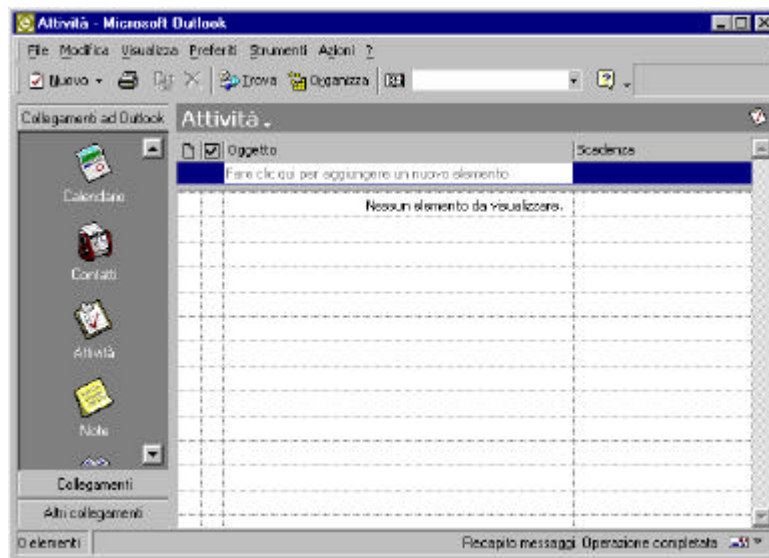 Attività - Microsoft Outlook
File Modifica Visualizza Preferiti Strumenti Azioni ?
Nuovo Trova Organizza
Collegamenti ad Outlook Attività
Oggetto Scadenza
Fare clic qui per aggiungere un nuovo elemento
Nessun elemento da visualizzare.
Calendario
Contatti
Attività
Note
Collegamenti
Altri collegamenti
0 elementi Recapito messaggi: Operazione completata